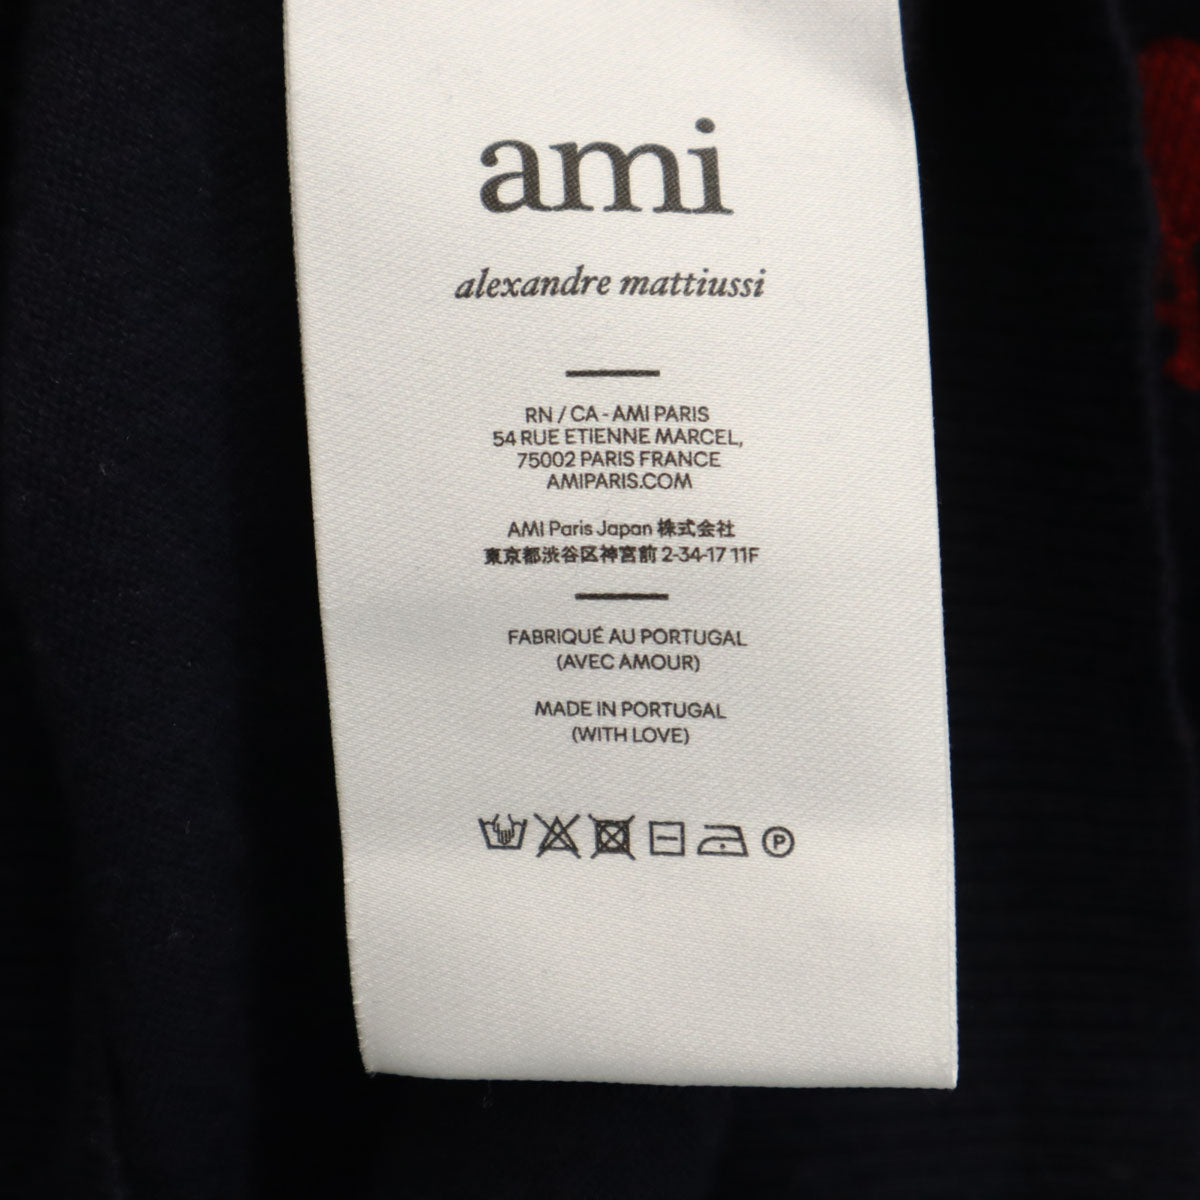 ami
alexandre mattiussi
RN / CA - AMI PARIS
54 RUE ETIENNE MARCEL,
75002 PARIS FRANCE
AMIPARIS.COM
AMI Paris Japan 株式会社
東京都渋谷区神宮前 2-34-17 11F
FABRIQUÉ AU PORTUGAL
(AVEC AMOUR)
MADE IN PORTUGAL
(WITH LOVE)
P